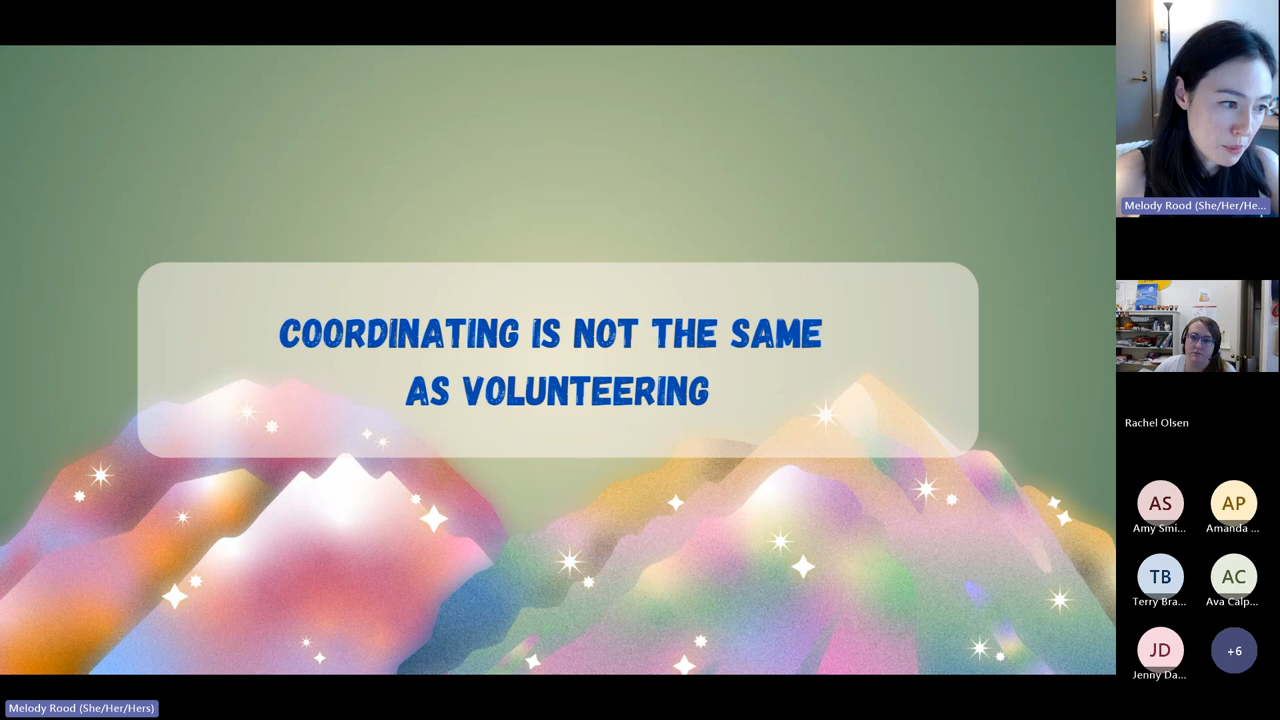 COORDINATING IS NOT THE SAME
AS VOLUNTEERING
Melody Rood (She/Her/He...
Rachel Olsen
AS
AP
Amy Smi...
Amanda ...
TB
AC
Terry Bra...
Ava Calp...
JD
+6
Jenny Da...
Melody Rood (She/Her/Hers)